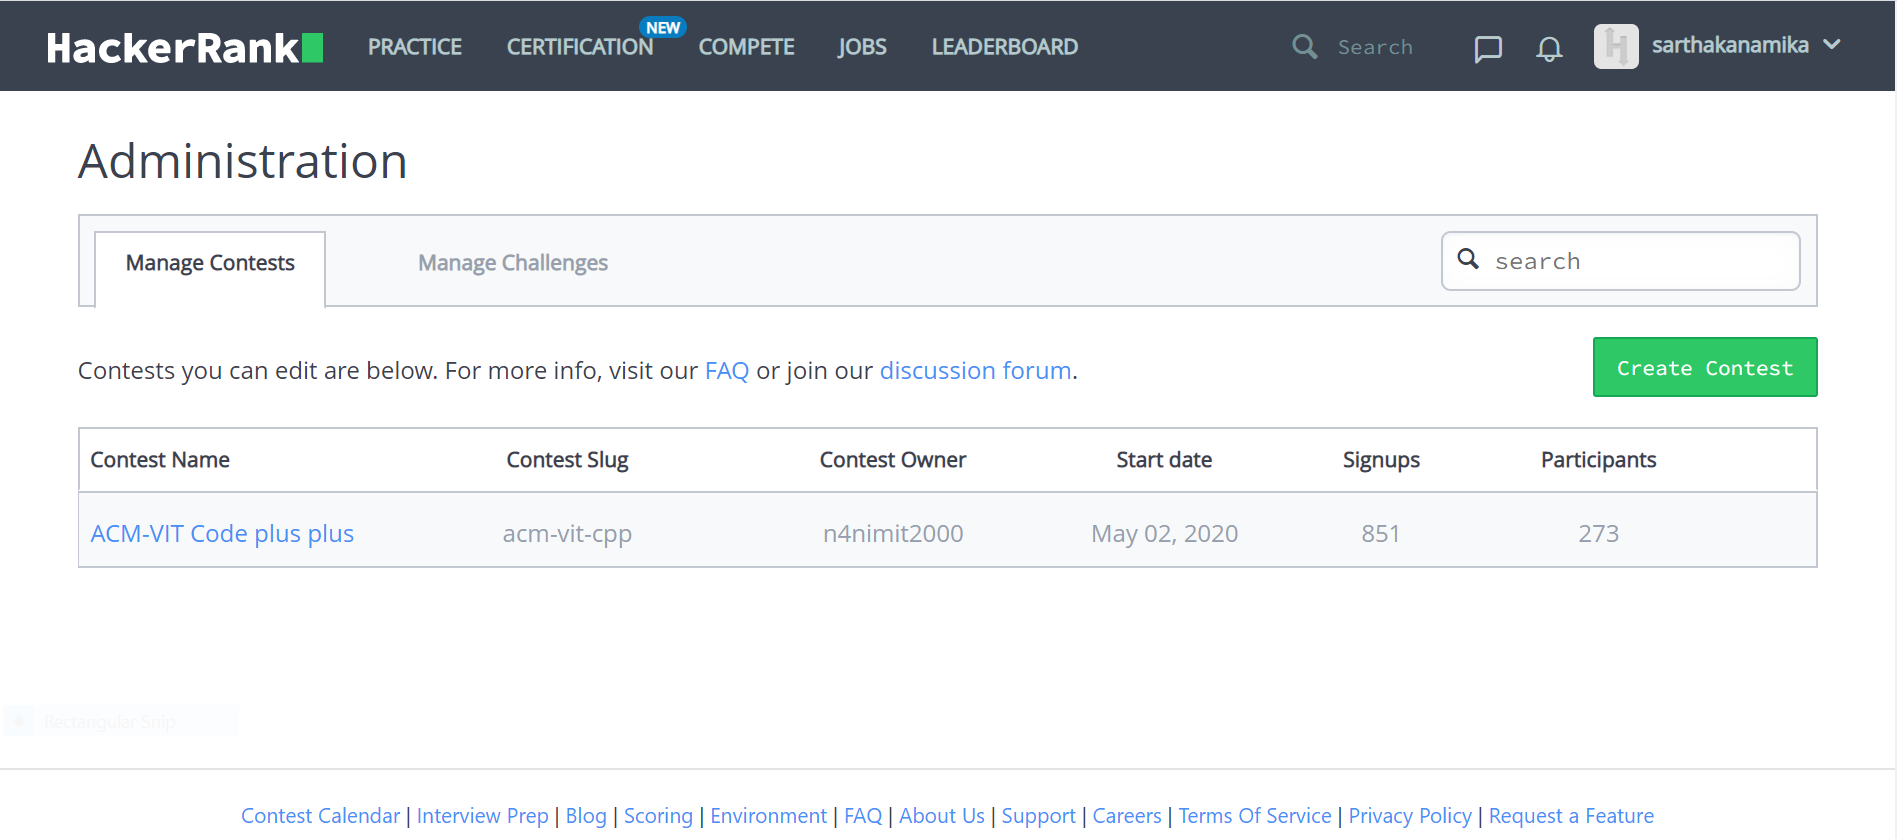 HackerRank PRACTICE CERTIFICATION NEW COMPETE JOBS LEADERBOARD Search sarthakanamika
Administration
Manage Contests Manage Challenges search
Contests you can edit are below. For more info, visit our FAQ or join our discussion forum.
Create Contest
Contest Name Contest Slug Contest Owner Start date Signups Participants
ACM-VIT Code plus plus acm-vit-cpp n4nimit2000 May 02, 2020 851 273
Rectangular Snip
Contest Calendar | Interview Prep | Blog | Scoring | Environment | FAQ | About Us | Support | Careers | Terms Of Service | Privacy Policy | Request a Feature